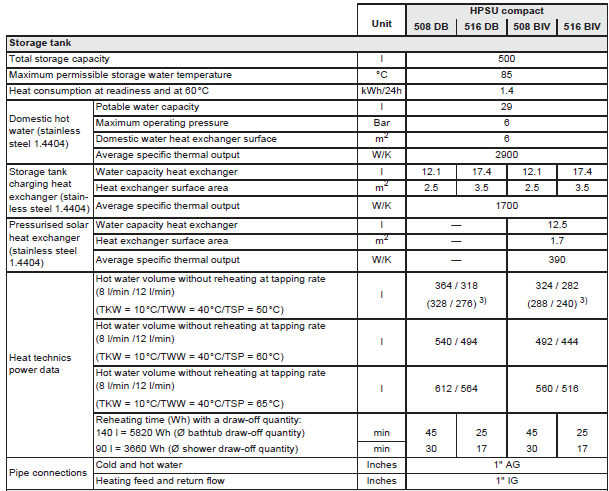 HPSU compact
Unit 508 DB 516 DB 508 BIV 516 BIV
Storage tank
Total storage capacity l 500
Maximum permissible storage water temperature °C 85
Heat consumption at readiness and at 60°C kWh/24h 1.4
Domestic hot water (stainless steel 1.4404)
Potable water capacity l 29
Maximum operating pressure Bar 6
Domestic water heat exchanger surface m² 6
Average specific thermal output W/K 2900
Storage tank charging heat exchanger (stain-
less steel 1.4404)
Water capacity heat exchanger l 12.1 17.4 12.1 17.4
Heat exchanger surface area m² 2.5 3.5 2.5 3.5
Average specific thermal output W/K 1700
Pressurised solar heat exchanger (stainless steel 1.4404)
Water capacity heat exchanger l — 12.5
Heat exchanger surface area m² — 1.7
Average specific thermal output W/K — 390
Heat technics power data
Hot water volume without reheating at tapping rate
(8 l/min /12 l/min)
(TKW = 10°C/TWW = 40°C/TSP = 50°C)
l 364 / 318 324 / 282
(328 / 276) 3) (288 / 240) 3)
Hot water volume without reheating at tapping rate
(8 l/min /12 l/min)
(TKW = 10°C/TWW = 40°C/TSP = 60°C)
l 540 / 494 492 / 444
Hot water volume without reheating at tapping rate
(8 l/min /12 l/min)
(TKW = 10°C/TWW = 40°C/TSP = 65°C)
l 612 / 564 560 / 516
Reheating time (Wh) with a draw-off quantity:
140 l = 5820 Wh (Ø bathtub draw-off quantity) min 45 25 45 25
90 l = 3660 Wh (Ø shower draw-off quantity) min 30 17 30 17
Pipe connections
Cold and hot water Inches 1" AG
Heating feed and return flow Inches 1" IG